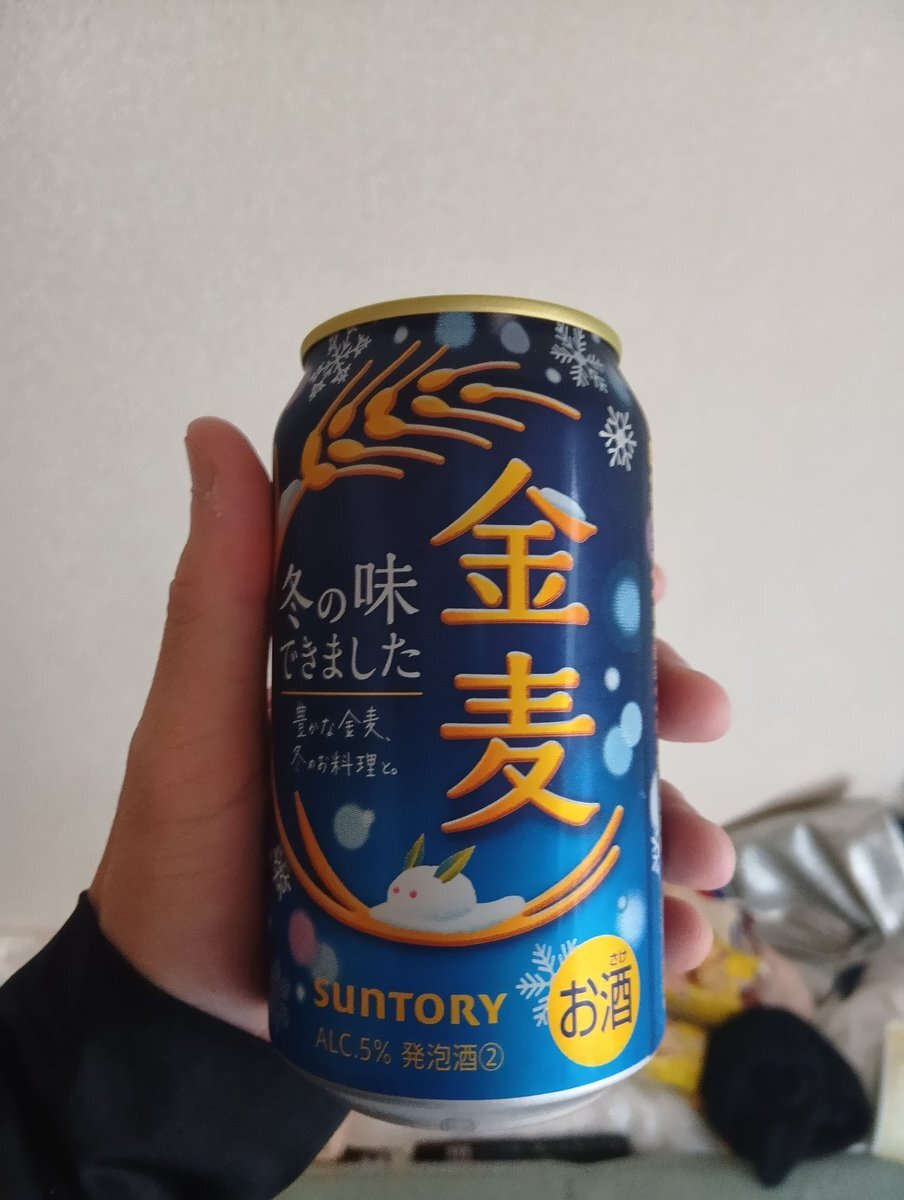 金麦
冬の味
できました
豊かな金麦、
冬のお料理と。
SUNTORY
ALC.5% 発泡酒②
さけ
お酒